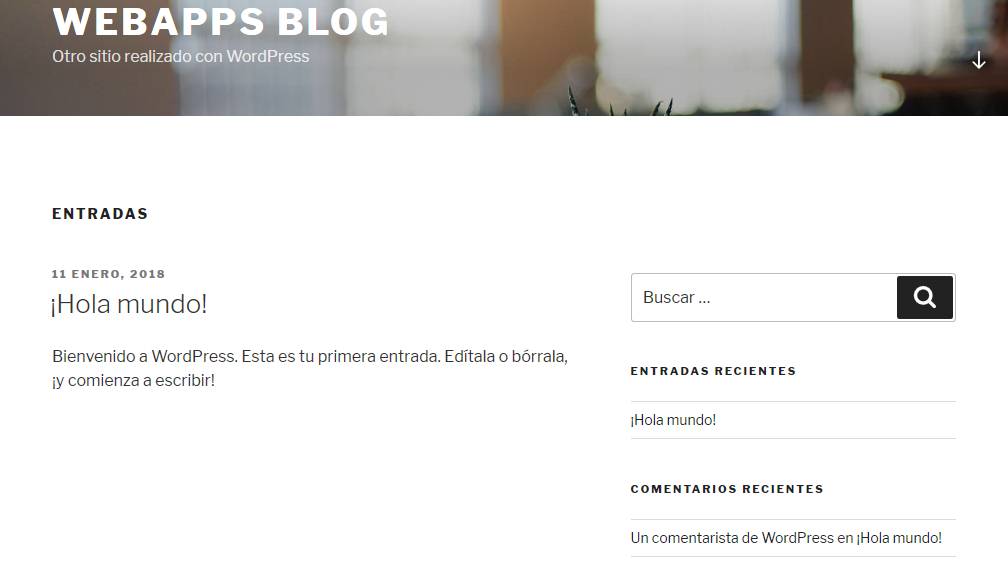 WEBAPPS BLOG
Otro sitio realizado con WordPress
ENTRADAS
11 ENERO, 2018
¡Hola mundo!
Bienvenido a WordPress. Esta es tu primera entrada. Edítala o bórrala,
¡y comienza a escribir!
Buscar …
ENTRADAS RECIENTES
¡Hola mundo!
COMENTARIOS RECIENTES
Un comentarista de WordPress en ¡Hola mundo!